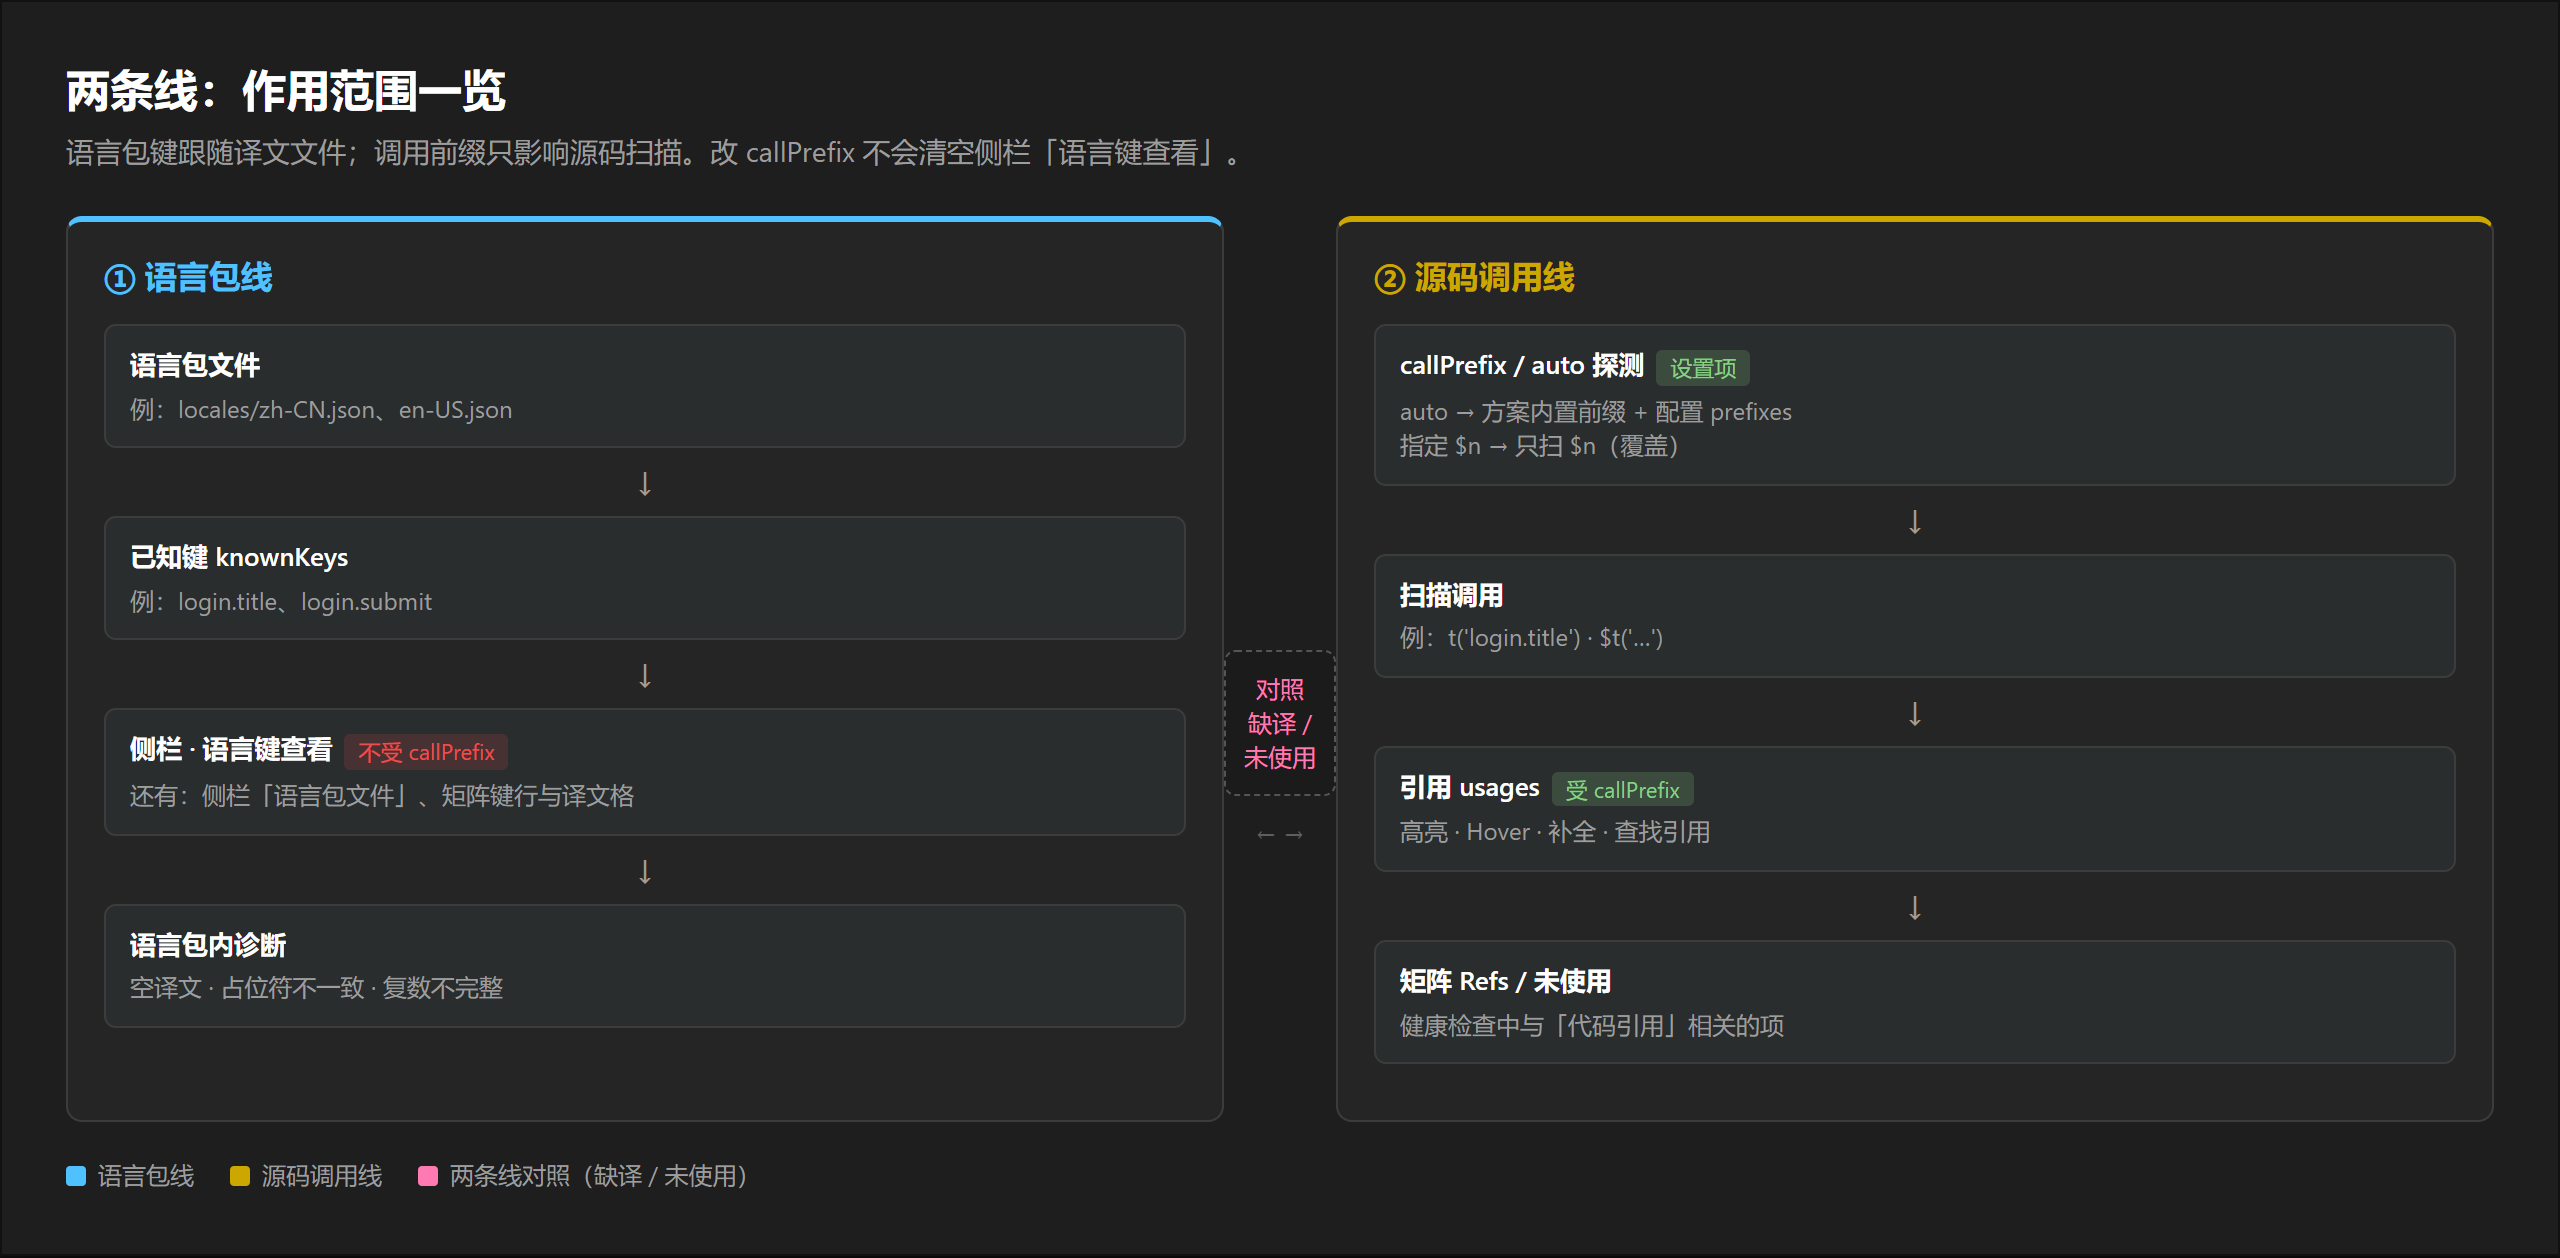 两条线：作用范围一览
语言包键跟随译文文件；调用前缀只影响源码扫描。改 callPrefix 不会清空侧栏「语言键查看」。
① 语言包线
语言包文件
例：locales/zh-CN.json、en-US.json
↓
已知键 knownKeys
例：login.title、login.submit
↓
侧栏 · 语言键查看 不受 callPrefix
还有：侧栏「语言包文件」、矩阵键行与译文格
↓
语言包内诊断
空译文 · 占位符不一致 · 复数不完整
对照
缺译 /
未使用
← →
② 源码调用线
callPrefix / auto 探测 设置项
auto → 方案内置前缀 + 配置 prefixes
指定 $n → 只扫 $n（覆盖）
↓
扫描调用
例：t('login.title') · $t('…')
↓
引用 usages 受 callPrefix
高亮 · Hover · 补全 · 查找引用
↓
矩阵 Refs / 未使用
健康检查中与「代码引用」相关的项
语言包线 源码调用线 两条线对照（缺译 / 未使用）